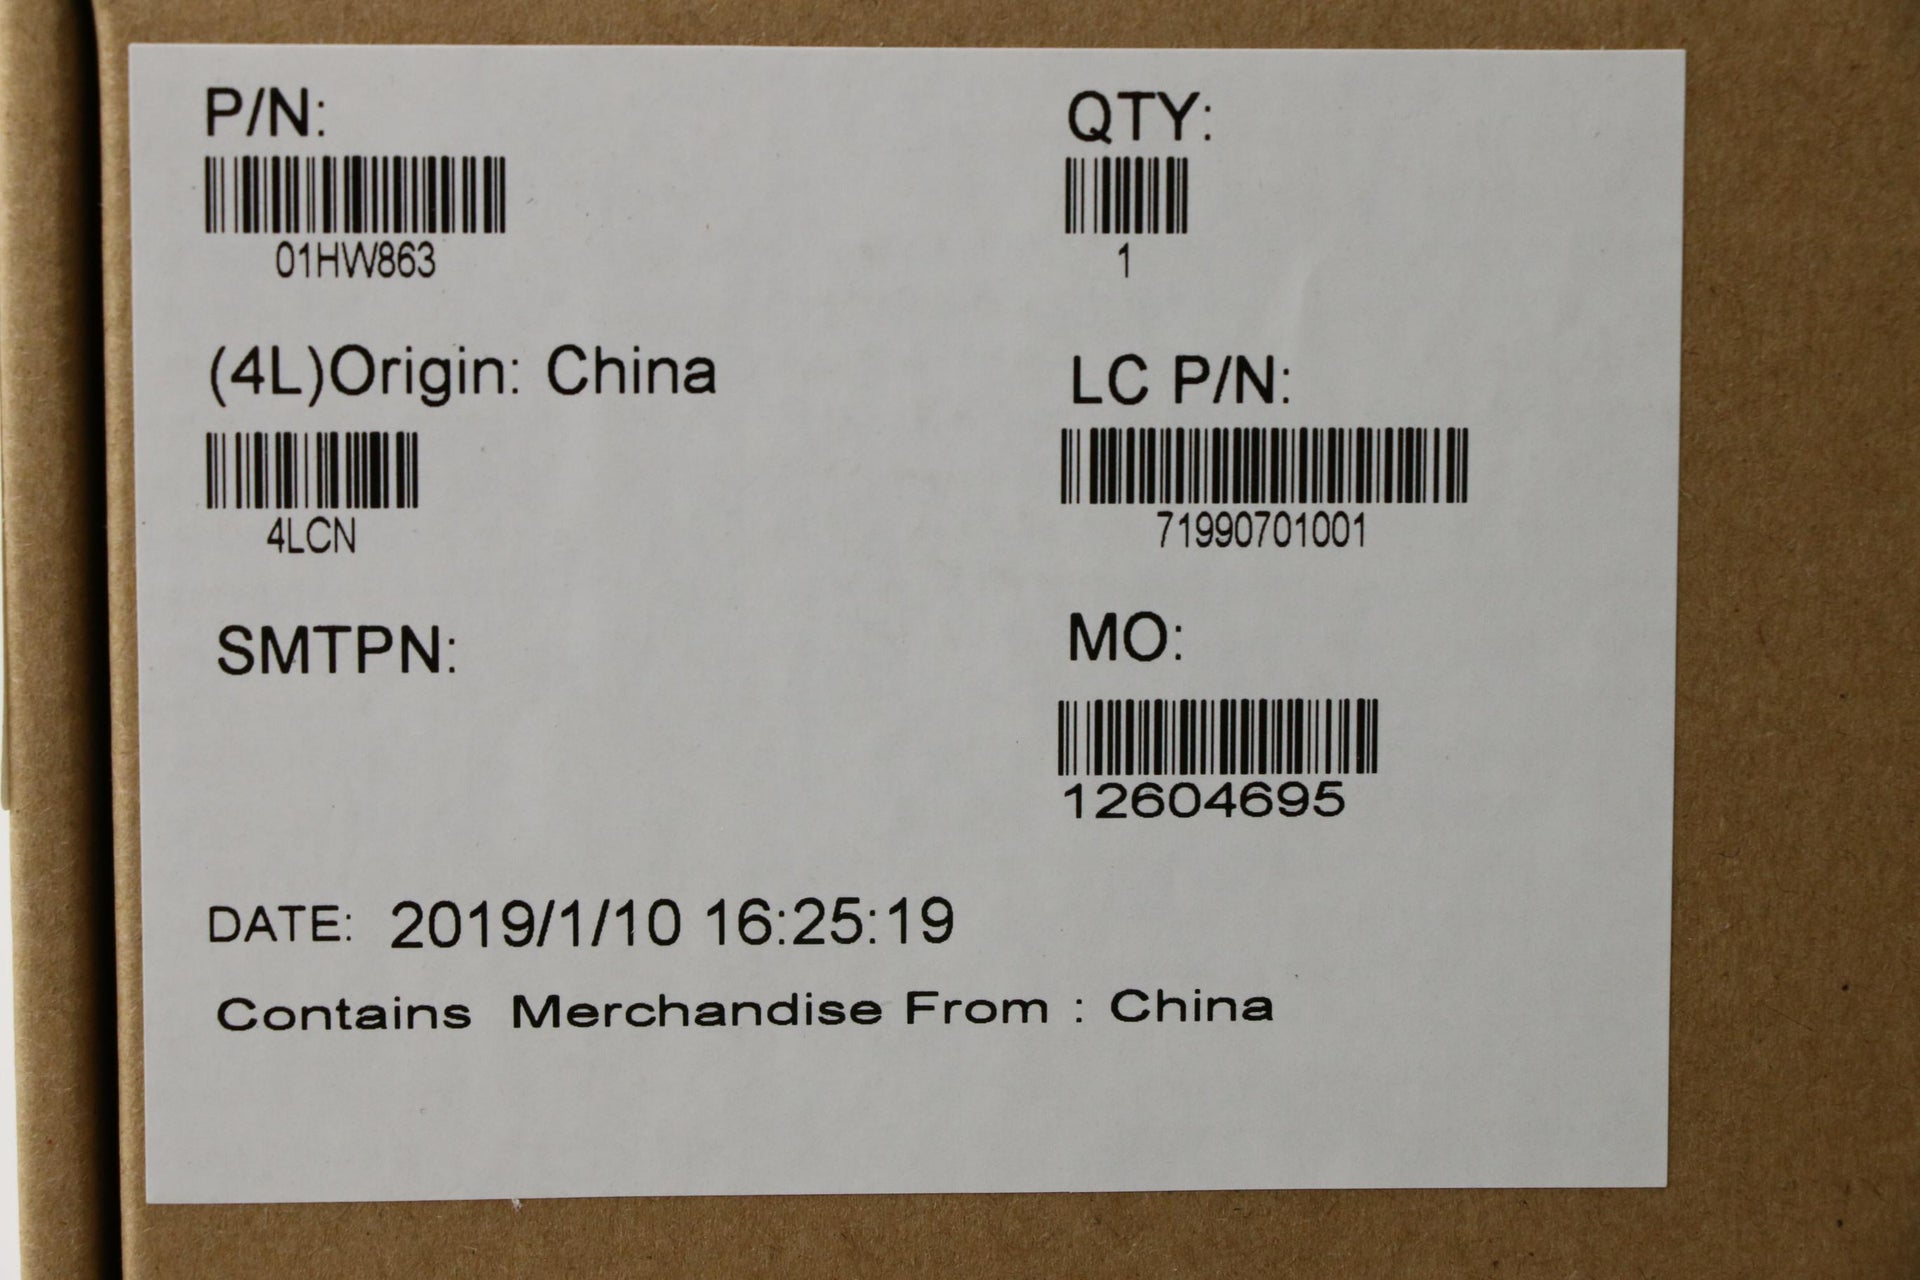 P/N:
QTY:
01HW863
1
(4L)Origin: China
LC P/N:
4LCN
71990701001
SMTPN:
MO:
12604695
DATE: 2019/1/10 16:25:19
Contains Merchandise From : China